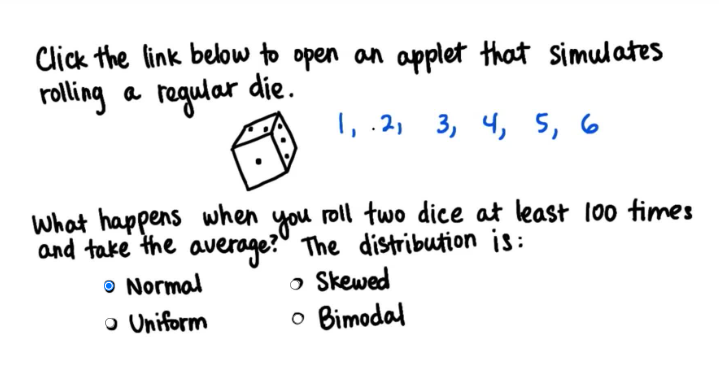 Click the link below to open an applet that simulates
rolling a regular die.
1, 2, 3, 4, 5, 6
What happens when you roll two dice at least 100 times
and take the average? The distribution is:
Normal Skewed
Uniform Bimodal